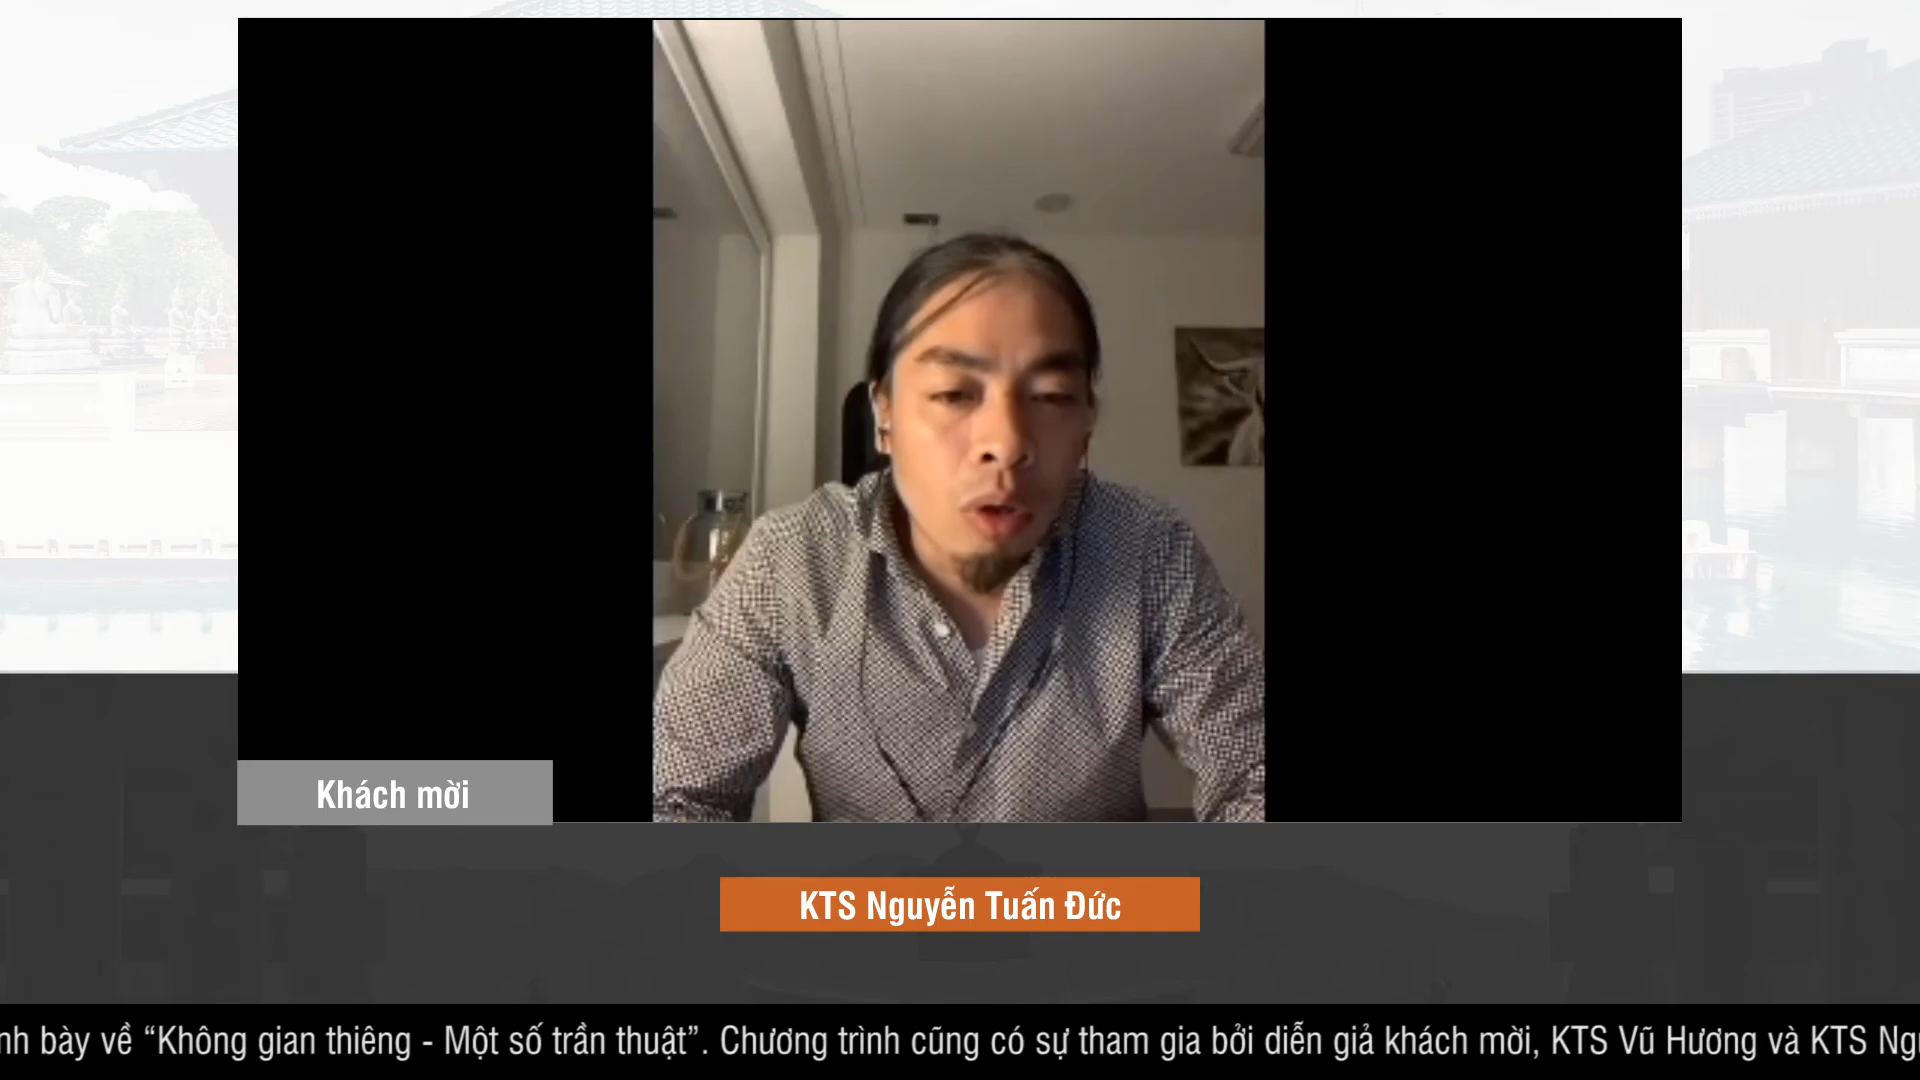 Khách mời
KTS Nguyễn Tuấn Đức
bày về “Không gian thiêng - Một số trần thuật”. Chương trình cũng có sự tham gia bởi diễn giả khách mời, KTS Vũ Hương và KTS